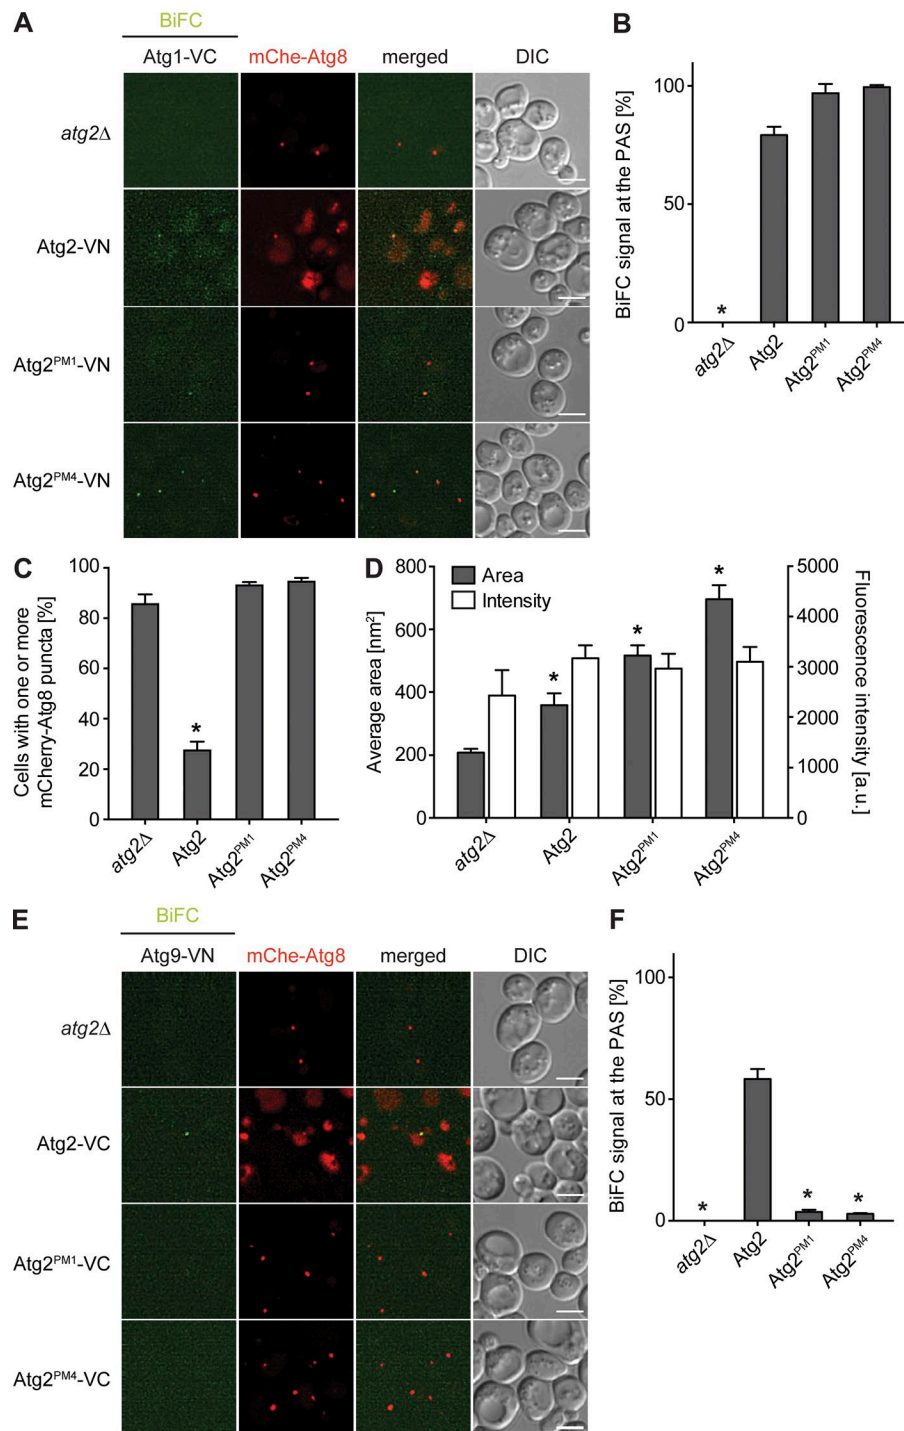 A
BiFC
Atg1-VC mChe-Atg8 merged DIC
atg2Δ
Atg2-VN
Atg2PM1-VN
Atg2PM4-VN
B
BiFC signal at the PAS [%]
100
50
0
*
atg2Δ Atg2 Atg2PM1 Atg2PM4
C
Cells with one or more
mCherry-Atg8 puncta [%]
100
80
60
40
20
0
*
atg2Δ Atg2 Atg2PM1 Atg2PM4
D
Area
Intensity
Average area [nm2]
800
600
400
200
0
* * *
Fluorescence intensity [a.u.]
5000
4000
3000
2000
1000
0
atg2Δ Atg2 Atg2PM1 Atg2PM4
E
BiFC
Atg9-VN mChe-Atg8 merged DIC
atg2Δ
Atg2-VC
Atg2PM1-VC
Atg2PM4-VC
F
BiFC signal at the PAS [%]
100
50
0
* * *
atg2Δ Atg2 Atg2PM1 Atg2PM4